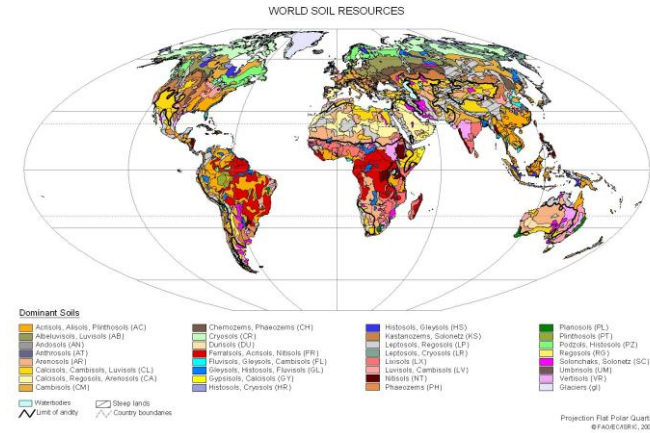 WORLD SOIL RESOURCES
Dominant Soils
Acrisols, Alisols, Plinthosols (AC)
Albeluvisols, Luvisols (AB)
Andosols (AN)
Anthrosols (AT)
Arenosols (AR)
Calcisols, Cambisols, Luvisols (CL)
Calcisols, Regosols, Arenosols (CA)
Cambisols (CM)
Chernozems, Phaeozems (CH)
Cryosols (CR)
Durisols (DU)
Ferralsols, Acrisols, Nitisols (FR)
Fluvisols, Gleysols, Cambisols (FL)
Gleysols, Histosols, Fluvisols (GL)
Gypsisols, Calcisols (GY)
Histosols, Cryosols (HR)
Histosols, Gleysols (HS)
Kastanozems, Solonetz (KS)
Leptosols, Regosols (LP)
Leptosols, Cryosols (LR)
Lixisols (LX)
Luvisols, Cambisols (LV)
Nitisols (NT)
Phaeozems (PH)
Planosols (PL)
Plinthosols (PT)
Podzols, Histosols (PZ)
Regosols (RG)
Solonchaks, Solonetz (SC)
Umbrisols (UM)
Vertisols (VR)
Glaciers (gl)
Waterbodies
Limit of aridity
Steep lands
Country boundaries
Projection Flat Polar Quart
©FAO/EC/ISRIC, 200